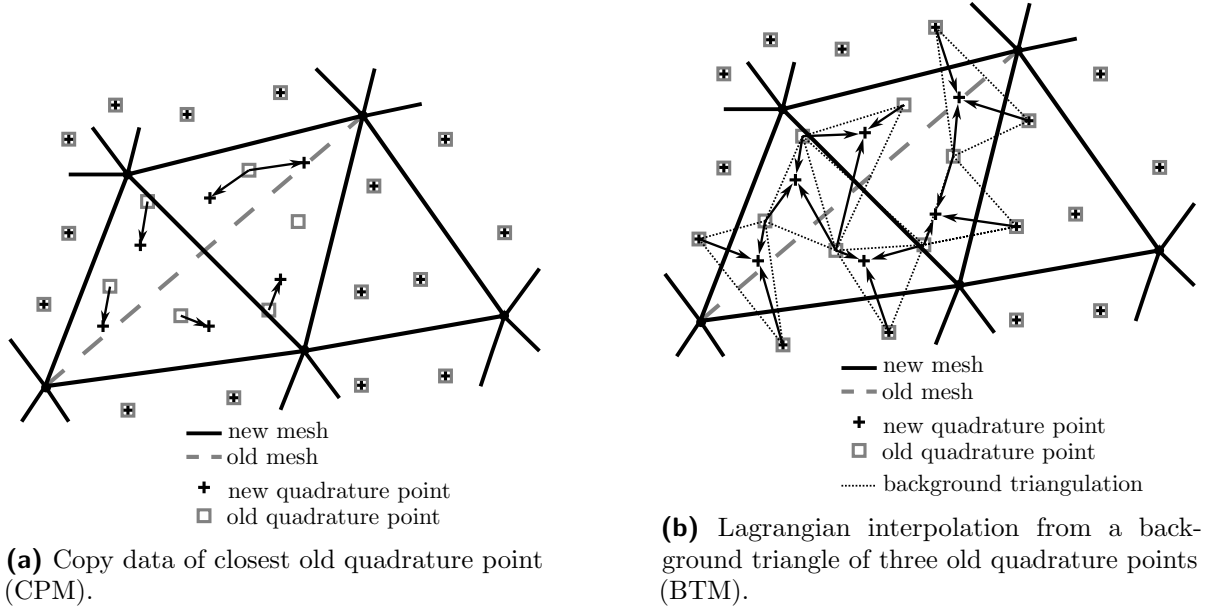 new mesh
old mesh
new quadrature point
old quadrature point
(a) Copy data of closest old quadrature point
(CPM).
new mesh
old mesh
new quadrature point
old quadrature point
background triangulation
(b) Lagrangian interpolation from a back-
ground triangle of three old quadrature points
(BTM).